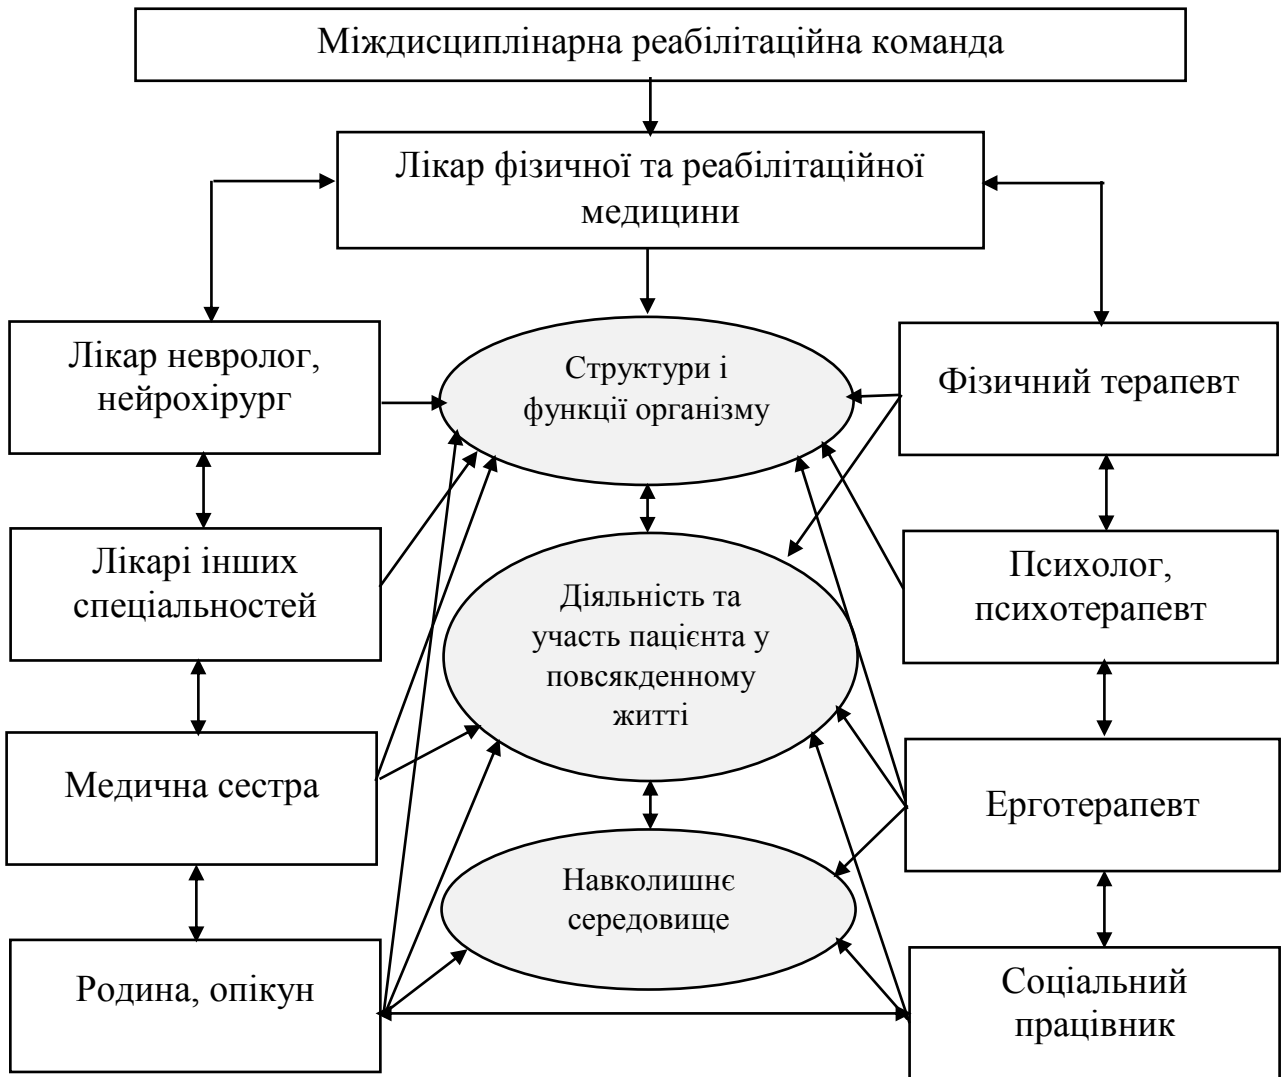 Міждисциплінарна реабілітаційна команда
Лікар фізичної та реабілітаційної
медицини
Лікар невролог,
нейрохірург
Структури і
функції організму
Фізичний терапевт
Лікарі інших
спеціальностей
Діяльність та
участь пацієнта у
повсякденному
житті
Психолог,
психотерапевт
Медична сестра
Ерготерапевт
Навколишнє
середовище
Родина, опікун
Соціальний
працівник